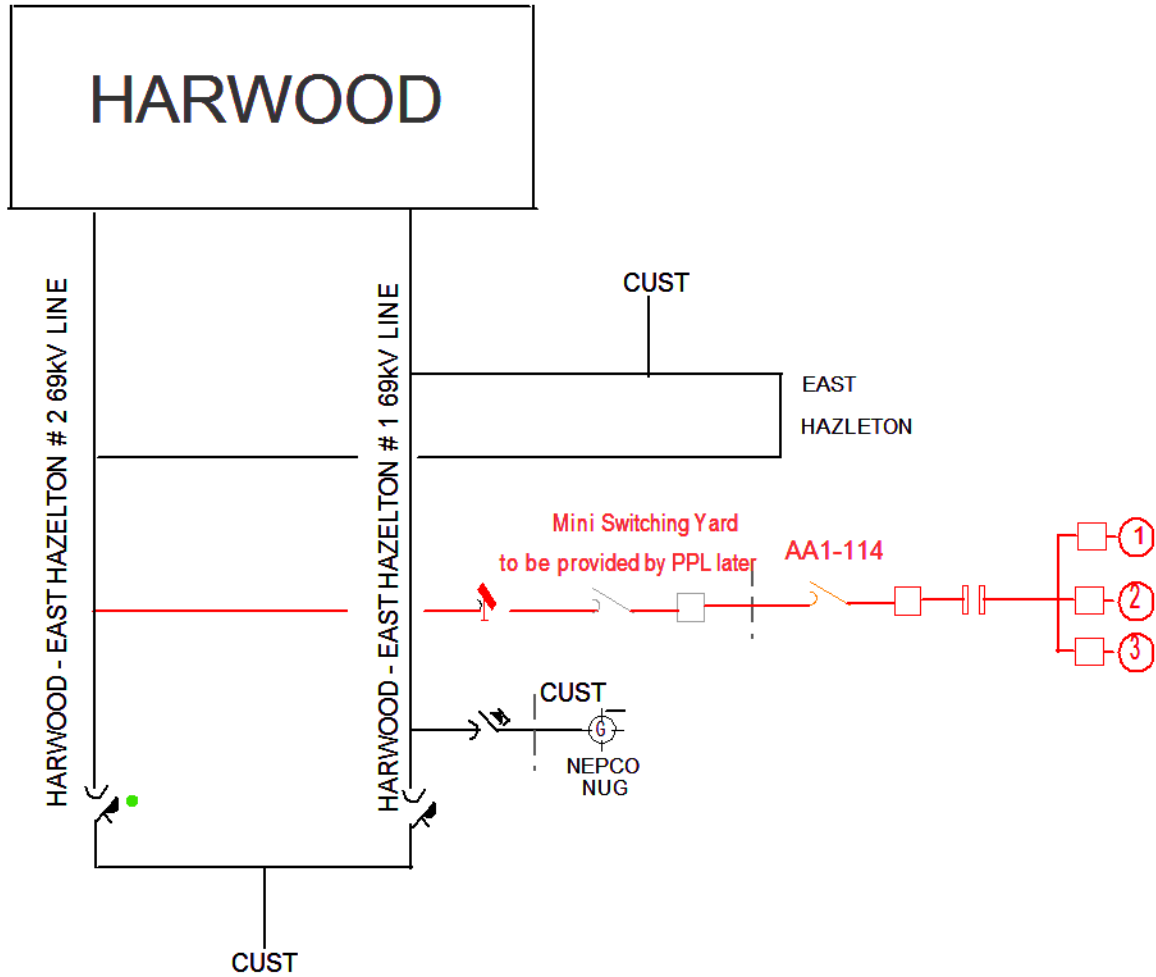 HARWOOD
HARWOOD - EAST HAZELTON # 2 69kV LINE
HARWOOD - EAST HAZELTON # 1 69kV LINE
CUST
EAST
HAZLETON
Mini Switching Yard
to be provided by PPL later
AA1-114
1
2
3
CUST
G
NEPCO
NUG
CUST